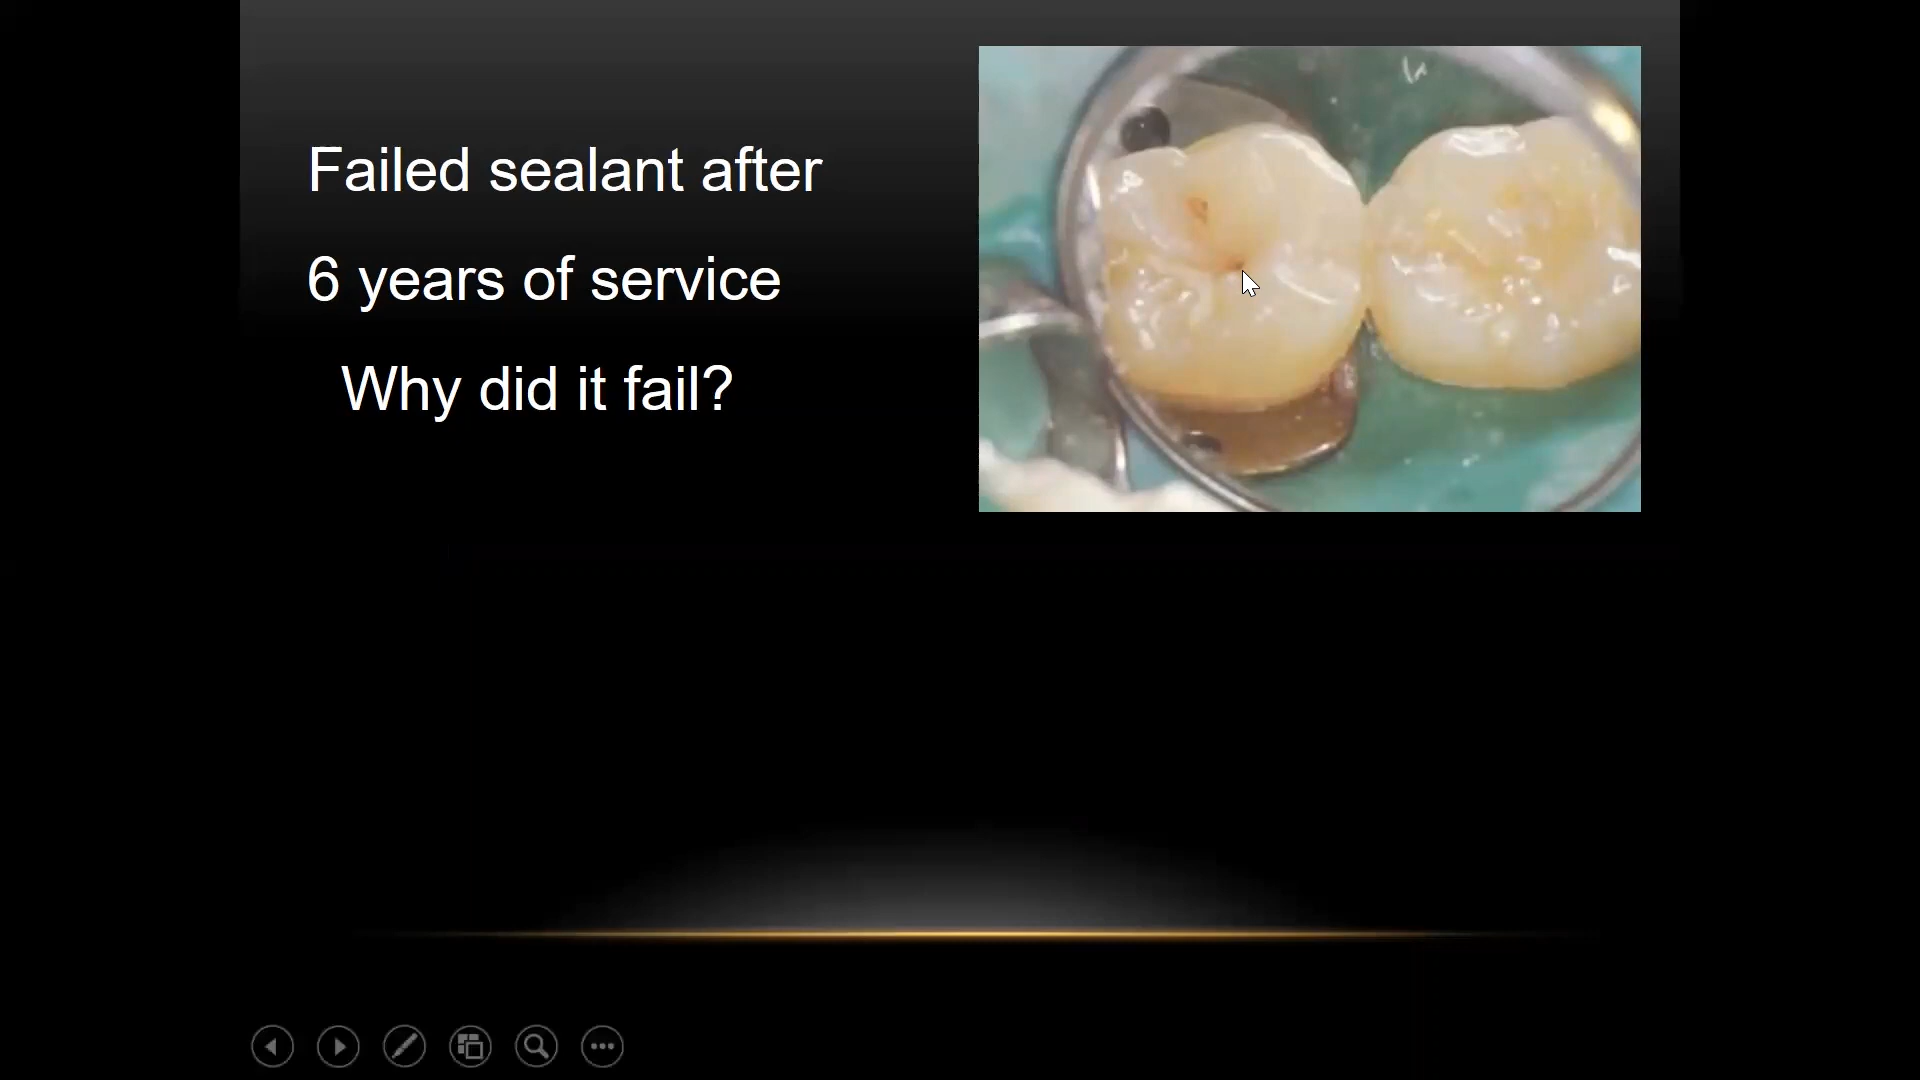 Failed sealant after
6 years of service
Why did it fail?